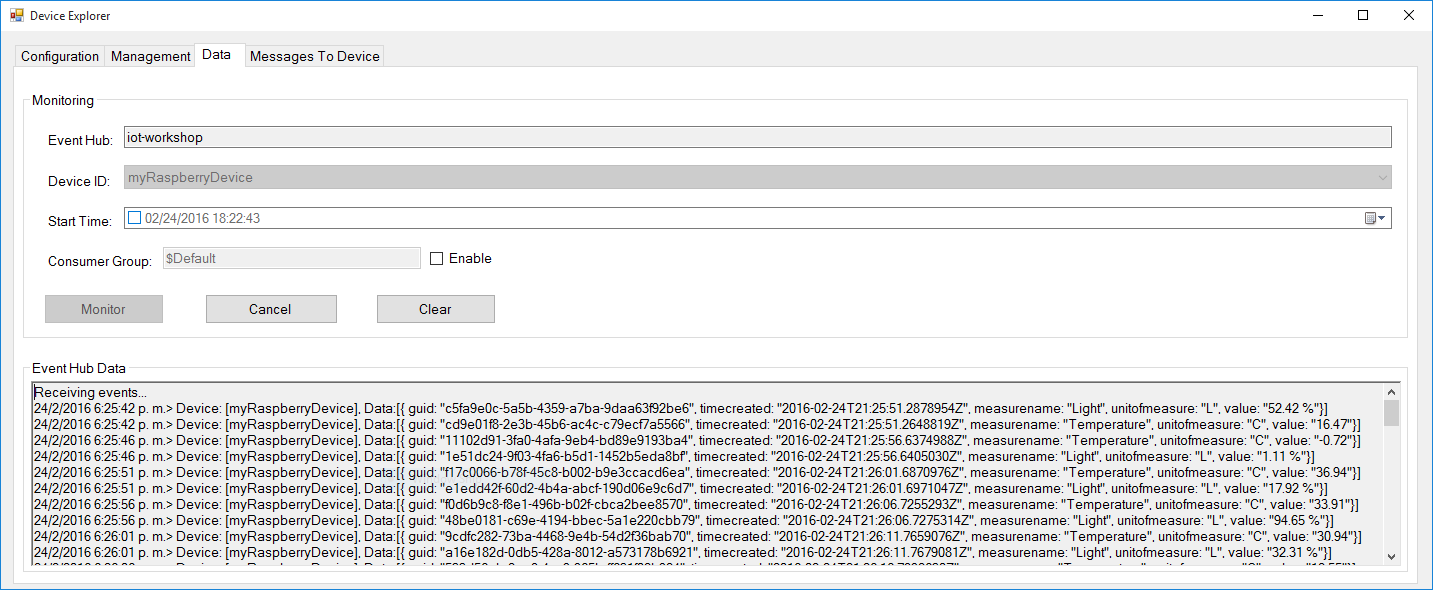 Device Explorer
Configuration Management Data Messages To Device
Monitoring
Event Hub: iot-workshop
Device ID: myRaspberryDevice
Start Time: 02/24/2016 18:22:43
Consumer Group: $Default Enable
Monitor Cancel Clear
Event Hub Data
Receiving events...
24/2/2016 6:25:42 p. m.> Device: [myRaspberryDevice], Data:[{ guid: "c5fa9e0c-5a5b-4359-a7ba-9daa63f92be6", timecreated: "2016-02-24T21:25:51.2878954Z", measurename: "Light", unitofmeasure: "L", value: "52.42 %"}]
24/2/2016 6:25:42 p. m.> Device: [myRaspberryDevice], Data:[{ guid: "cd9e01f8-2e3b-45b6-ac4c-c79ecf7a5566", timecreated: "2016-02-24T21:25:51.2648819Z", measurename: "Temperature", unitofmeasure: "C", value: "16.47"}]
24/2/2016 6:25:46 p. m.> Device: [myRaspberryDevice], Data:[{ guid: "11102d91-3fa0-4afa-9eb4-bd89e9193ba4", timecreated: "2016-02-24T21:25:56.6374988Z", measurename: "Temperature", unitofmeasure: "C", value: "-0.72"}]
24/2/2016 6:25:46 p. m.> Device: [myRaspberryDevice], Data:[{ guid: "1e51dc24-9f03-4fa6-b5d1-1452b5eda8bf", timecreated: "2016-02-24T21:25:56.6405030Z", measurename: "Light", unitofmeasure: "L", value: "1.11 %"}]
24/2/2016 6:25:51 p. m.> Device: [myRaspberryDevice], Data:[{ guid: "f17c0066-b78f-45c8-b002-b9e3ccacd6ea", timecreated: "2016-02-24T21:26:01.6870976Z", measurename: "Temperature", unitofmeasure: "C", value: "36.94"}]
24/2/2016 6:25:51 p. m.> Device: [myRaspberryDevice], Data:[{ guid: "e1edd42f-60d2-4b4a-abcf-190d06e9c6d7", timecreated: "2016-02-24T21:26:01.6971047Z", measurename: "Light", unitofmeasure: "L", value: "17.92 %"}]
24/2/2016 6:25:56 p. m.> Device: [myRaspberryDevice], Data:[{ guid: "f0d6b9c8-f8e1-496b-b02f-cbca2bee8570", timecreated: "2016-02-24T21:26:06.7255293Z", measurename: "Temperature", unitofmeasure: "C", value: "33.91"}]
24/2/2016 6:25:56 p. m.> Device: [myRaspberryDevice], Data:[{ guid: "48be0181-c69e-4194-bbec-5a1e220cbb79", timecreated: "2016-02-24T21:26:06.7275314Z", measurename: "Light", unitofmeasure: "L", value: "94.65 %"}]
24/2/2016 6:26:01 p. m.> Device: [myRaspberryDevice], Data:[{ guid: "9cdfc282-73ba-4468-9e4b-54d2f36bab70", timecreated: "2016-02-24T21:26:11.7659076Z", measurename: "Temperature", unitofmeasure: "C", value: "30.94"}]
24/2/2016 6:26:01 p. m.> Device: [myRaspberryDevice], Data:[{ guid: "a16e182d-0db5-428a-8012-a573178b6921", timecreated: "2016-02-24T21:26:11.7679081Z", measurename: "Light", unitofmeasure: "L", value: "32.31 %"}]